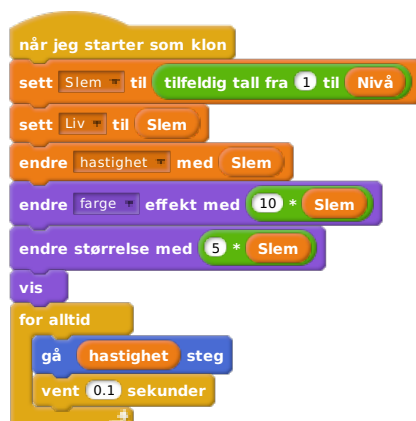 når jeg starter som klon
sett Slem til tilfeldig tall fra 1 til Nivå
sett Liv til Slem
endre hastighet med Slem
endre farge effekt med 10 * Slem
endre størrelse med 5 * Slem
vis
for alltid
gå hastighet steg
vent 0.1 sekunder